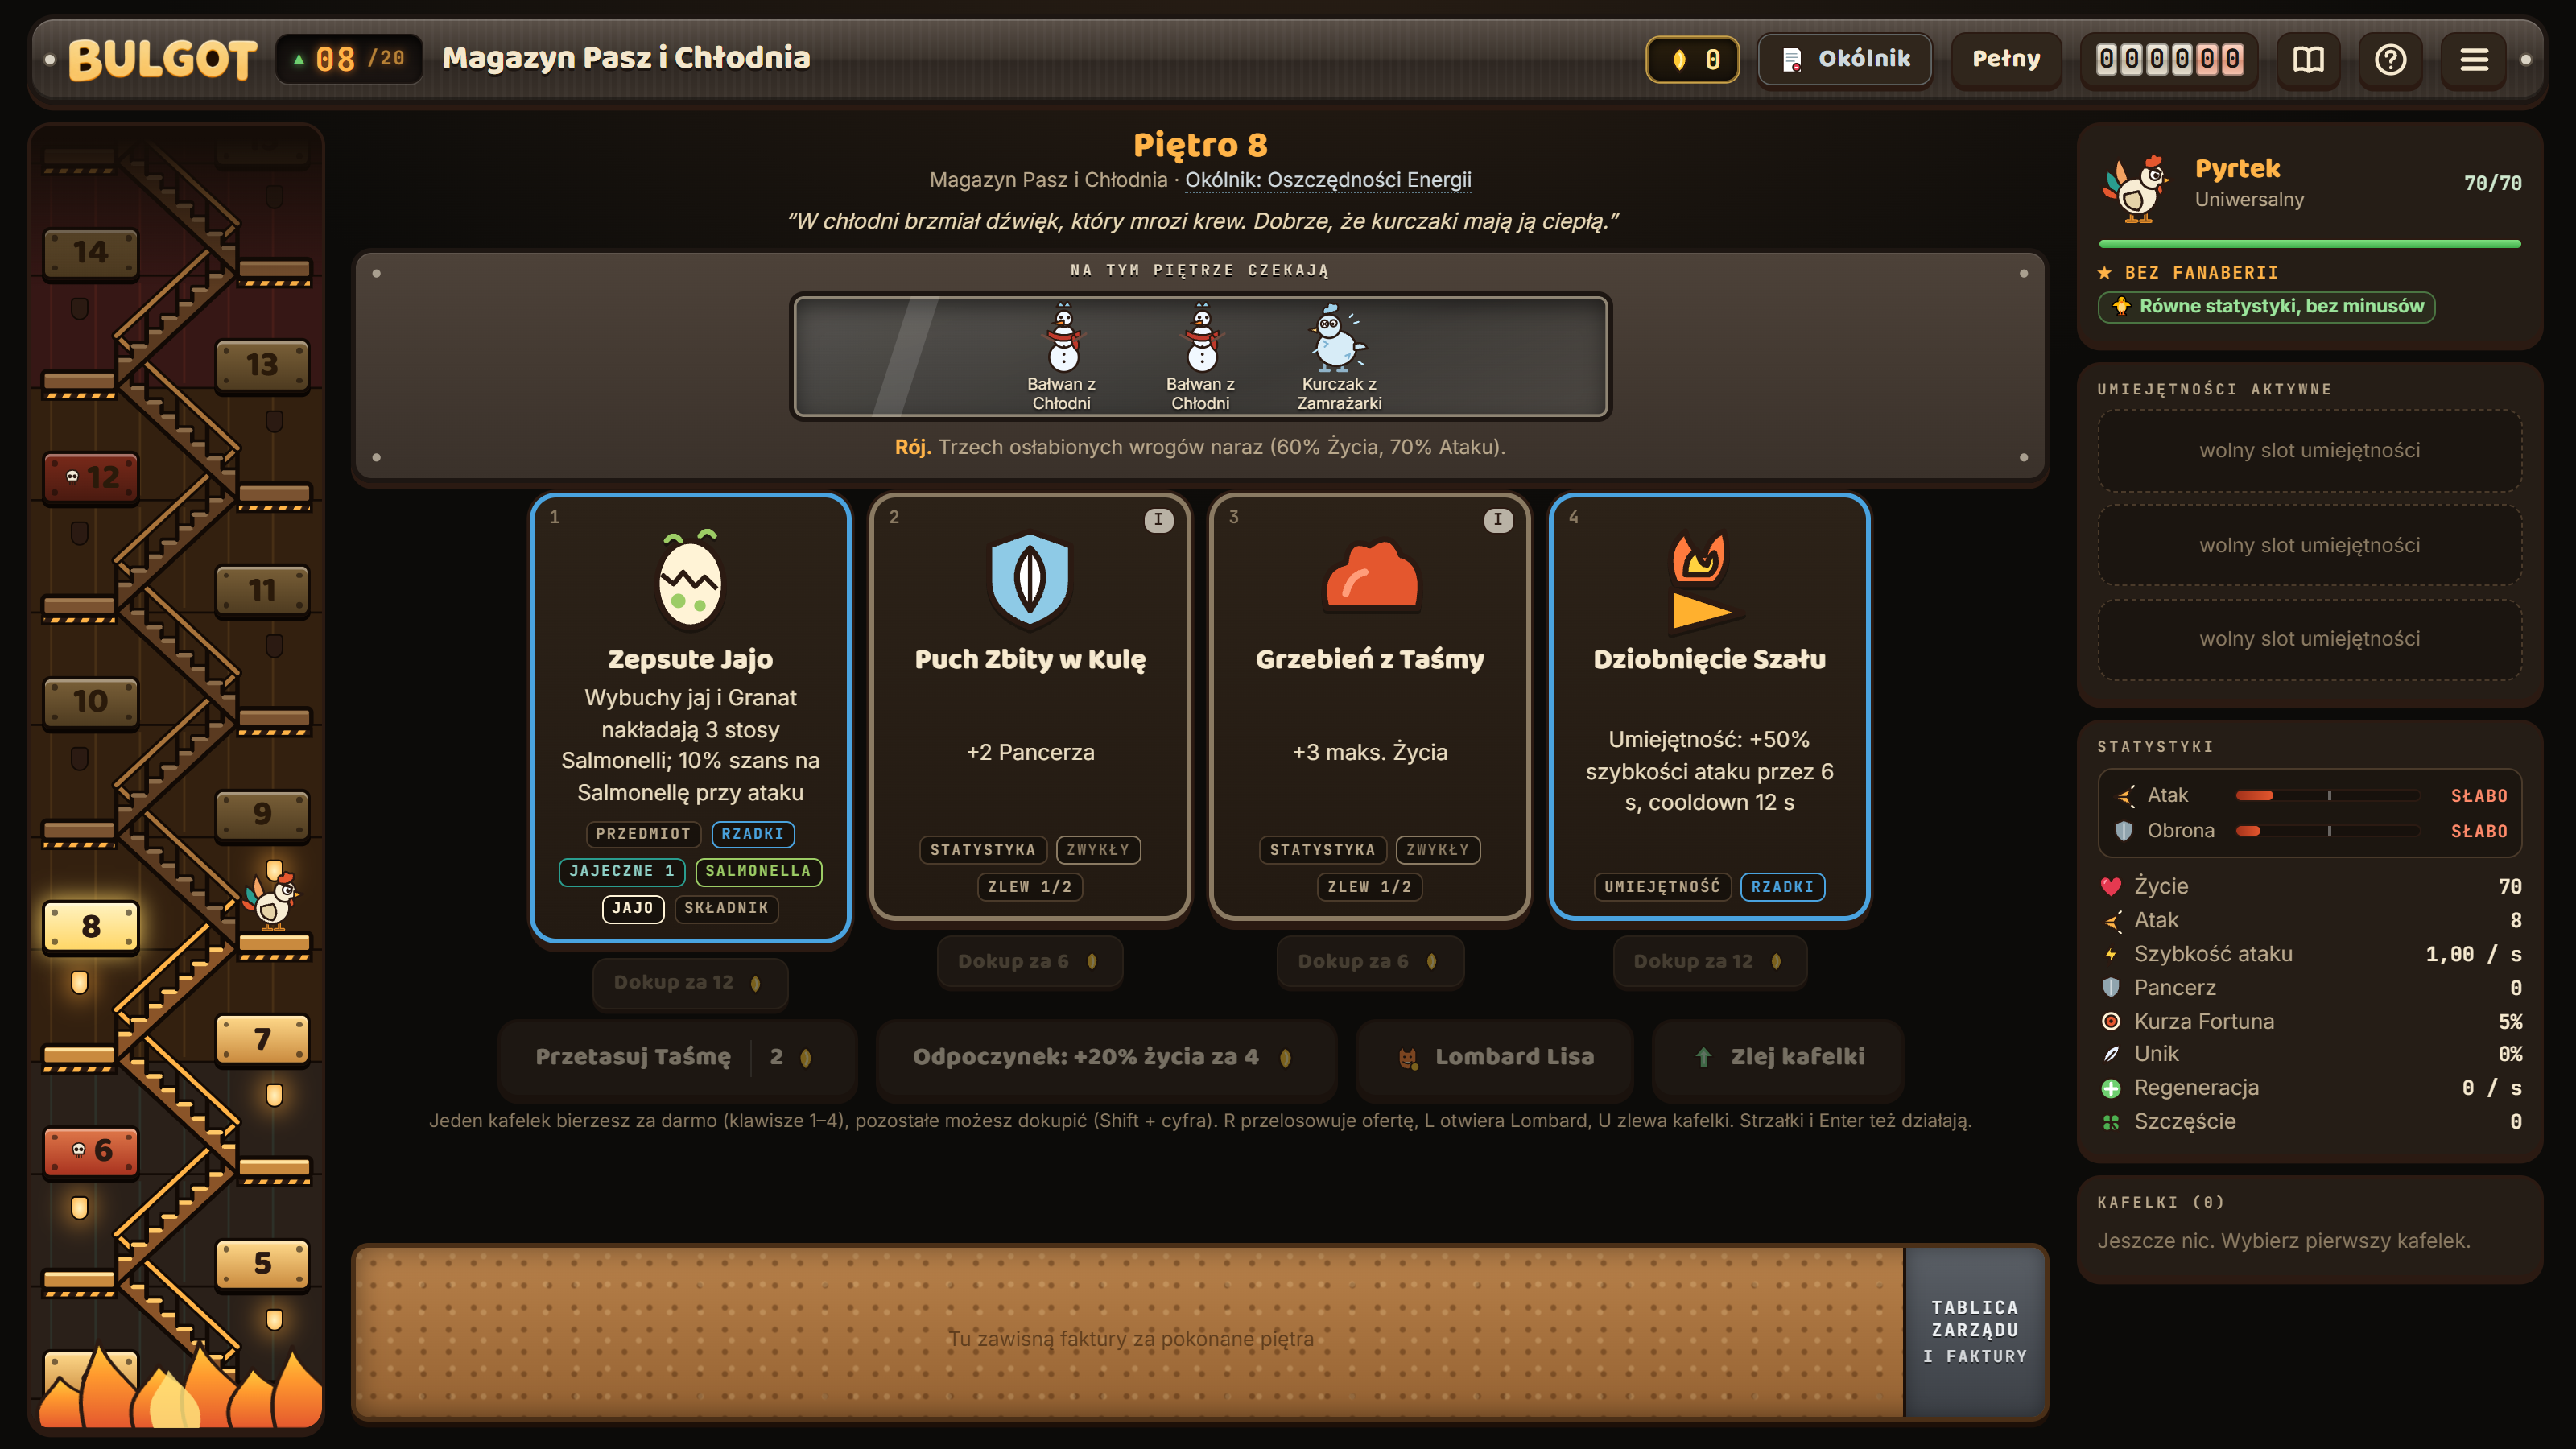 BULGOT
▲ 08 /20
Magazyn Pasz i Chłodnia
0
Okólnik
Pełny
000000
Piętro 8
Magazyn Pasz i Chłodnia · Okólnik: Oszczędności Energii
“W chłodni brzmiał dźwięk, który mrozi krew. Dobrze, że kurczaki mają ją ciepłą.”
NA TYM PIĘTRZE CZEKAJĄ
Bałwan z
Chłodni
Bałwan z
Chłodni
Kurczak z
Zamrażarki
Rój. Trzech osłabionych wrogów naraz (60% Życia, 70% Ataku).
14
13
12
11
10
9
8
7
6
5
1
Zepsute Jajo
Wybuchy jaj i Granat
nakładają 3 stosy
Salmonelli; 10% szans na
Salmonellę przy ataku
PRZEDMIOT RZADKI
JAJECZNE 1 SALMONELLA
JAJO SKŁADNIK
Dokup za 12
2
I
Puch Zbity w Kulę
+2 Pancerza
STATYSTYKA ZWYKŁY
ZLEW 1/2
Dokup za 6
3
I
Grzebień z Taśmy
+3 maks. Życia
STATYSTYKA ZWYKŁY
ZLEW 1/2
Dokup za 6
4
Dziobnięcie Szału
Umiejętność: +50%
szybkości ataku przez 6
s, cooldown 12 s
UMIEJĘTNOŚĆ RZADKI
Dokup za 12
Przetasuj Taśmę 2
Odpoczynek: +20% życia za 4
Lombard Lisa
Zlej kafelki
Jeden kafelek bierzesz za darmo (klawisze 1–4), pozostałe możesz dokupić (Shift + cyfra). R przelosowuje ofertę, L otwiera Lombard, U zlewa kafelki. Strzałki i Enter też działają.
Tu zawisną faktury za pokonane piętra
TABLICA
ZARZĄDU
I FAKTURY
Pyrtek
Uniwersalny
70/70
★ BEZ FANABERII
Równe statystyki, bez minusów
UMIEJĘTNOŚCI AKTYWNE
wolny slot umiejętności
wolny slot umiejętności
wolny slot umiejętności
STATYSTYKI
Atak SŁABO
Obrona SŁABO
Życie 70
Atak 8
Szybkość ataku 1,00 / s
Pancerz 0
Kurza Fortuna 5%
Unik 0%
Regeneracja 0 / s
Szczęście 0
KAFELKI (0)
Jeszcze nic. Wybierz pierwszy kafelek.